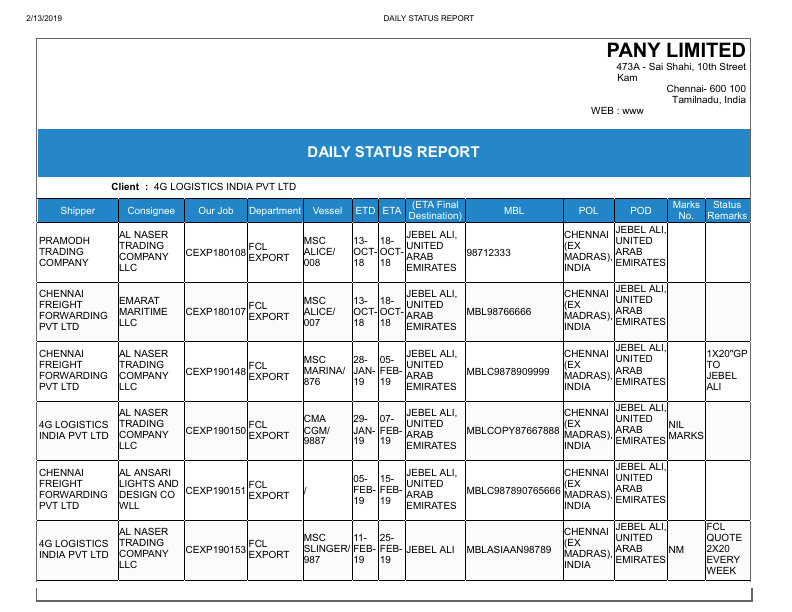 2/13/2019 DAILY STATUS REPORT
PANY LIMITED
473A - Sai Shahi, 10th Street
Kam
Chennai- 600 100
Tamilnadu, India
WEB : www
DAILY STATUS REPORT
Client : 4G LOGISTICS INDIA PVT LTD
Shipper Consignee Our Job Department Vessel ETD ETA (ETA Final Destination) MBL POL POD Marks No. Status Remarks
PRAMODH TRADING COMPANY AL NASER TRADING COMPANY LLC CEXP180108 FCL EXPORT MSC ALICE/ 008 13-OCT-18 18-OCT-18 JEBEL ALI, UNITED ARAB EMIRATES 98712333 CHENNAI (EX MADRAS), INDIA JEBEL ALI, UNITED ARAB EMIRATES
CHENNAI FREIGHT FORWARDING PVT LTD EMARAT MARITIME LLC CEXP180107 FCL EXPORT MSC ALICE/ 007 13-OCT-18 18-OCT-18 JEBEL ALI, UNITED ARAB EMIRATES MBL98766666 CHENNAI (EX MADRAS), INDIA JEBEL ALI, UNITED ARAB EMIRATES
CHENNAI FREIGHT FORWARDING PVT LTD AL NASER TRADING COMPANY LLC CEXP190148 FCL EXPORT MSC MARINA/ 876 28-JAN-19 05-FEB-19 JEBEL ALI, UNITED ARAB EMIRATES MBLC9878909999 CHENNAI (EX MADRAS), INDIA JEBEL ALI, UNITED ARAB EMIRATES 1X20"GP TO JEBEL ALI
4G LOGISTICS INDIA PVT LTD AL NASER TRADING COMPANY LLC CEXP190150 FCL EXPORT CMA CGM/ 9887 29-JAN-19 07-FEB-19 JEBEL ALI, UNITED ARAB EMIRATES MBLCOPY87667888 CHENNAI (EX MADRAS), INDIA JEBEL ALI, UNITED ARAB EMIRATES NIL MARKS
CHENNAI FREIGHT FORWARDING PVT LTD AL ANSARI LIGHTS AND DESIGN CO WLL CEXP190151 FCL EXPORT / 05-FEB-19 15-FEB-19 JEBEL ALI, UNITED ARAB EMIRATES MBLC987890765666 CHENNAI (EX MADRAS), INDIA JEBEL ALI, UNITED ARAB EMIRATES
4G LOGISTICS INDIA PVT LTD AL NASER TRADING COMPANY LLC CEXP190153 FCL EXPORT MSC SLINGER/ 987 11-FEB-19 25-FEB-19 JEBEL ALI MBLASIAAN98789 CHENNAI (EX MADRAS), INDIA JEBEL ALI, UNITED ARAB EMIRATES NM FCL QUOTE 2X20 EVERY WEEK